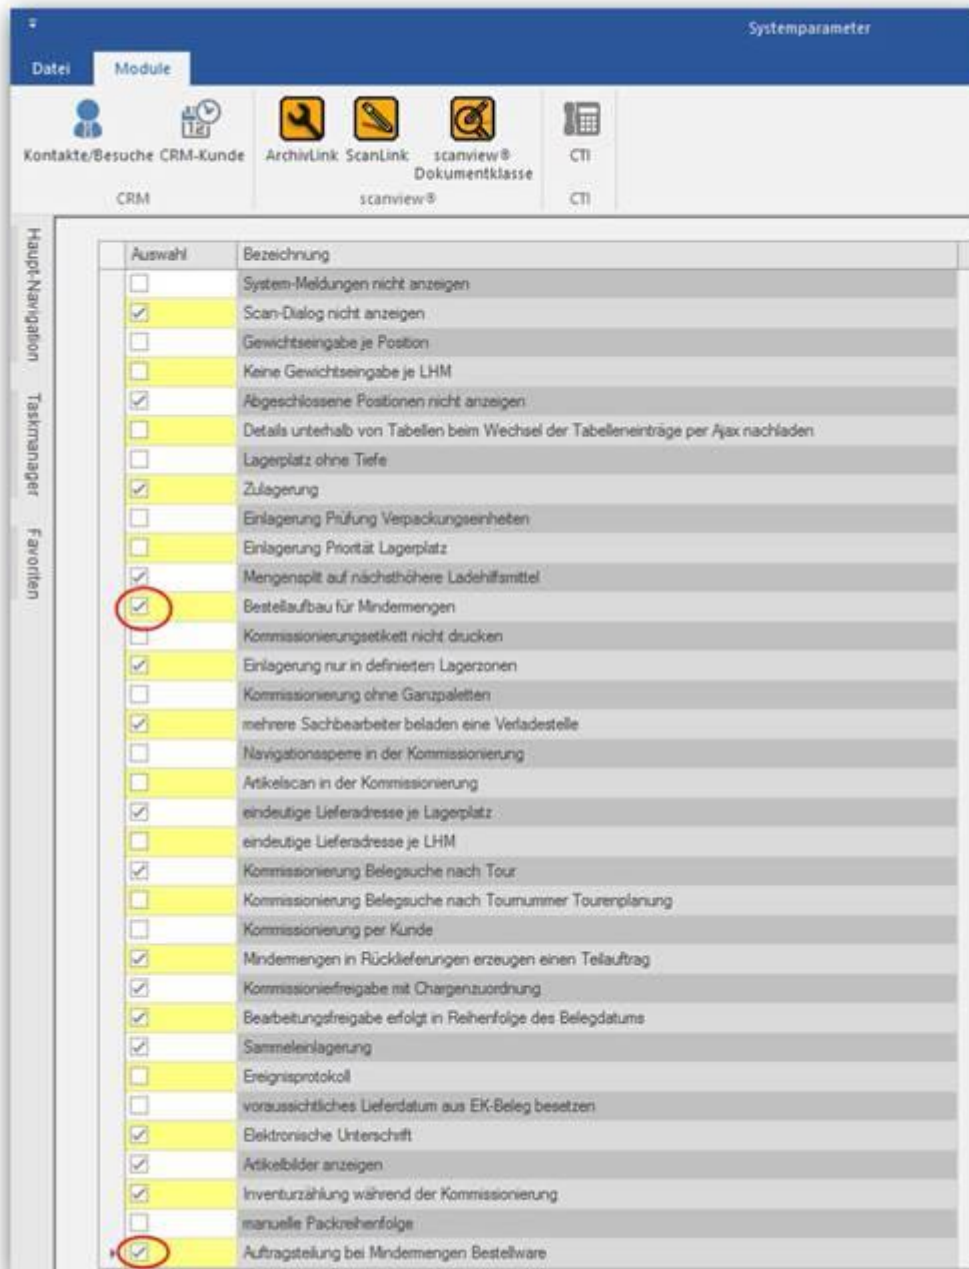 Systemparameter
Datei Module
Kontakte/Besuche CRM-Kunde ArchivLink ScanLink scanview® CTI
Dokumentklasse
CRM scanview® CTI
Haupt-Navigation
Taskmanager
Favoriten
Auswahl Bezeichnung
System-Meldungen nicht anzeigen
Scan-Dialog nicht anzeigen
Gewichtseingabe je Position
Keine Gewichtseingabe je LHM
Abgeschlossene Positionen nicht anzeigen
Details unterhalb von Tabellen beim Wechsel der Tabelleneinträge per Ajax nachladen
Lagerplatz ohne Tiefe
Zulagerung
Einlagerung Prüfung Verpackungseinheiten
Einlagerung Priorität Lagerplatz
Mengensplit auf nächsthöhere Ladehilfsmittel
Bestellaufbau für Mindermengen
Kommissionierungsetikett nicht drucken
Einlagerung nur in definierten Lagerzonen
Kommissionierung ohne Ganzpaletten
mehrere Sachbearbeiter beladen eine Verladestelle
Navigationssperre in der Kommissionierung
Artikelscan in der Kommissionierung
eindeutige Lieferadresse je Lagerplatz
eindeutige Lieferadresse je LHM
Kommissionierung Belegsuche nach Tour
Kommissionierung Belegsuche nach Tournummer Tourenplanung
Kommissionierung per Kunde
Mindermengen in Rücklieferungen erzeugen einen Teilauftrag
Kommissionierfreigabe mit Chargenzuordnung
Bearbeitungsfreigabe erfolgt in Reihenfolge des Belegdatums
Sammeleinlagerung
Ereignisprotokoll
voraussichtliches Lieferdatum aus EK-Beleg besetzen
Elektronische Unterschrift
Artikelbilder anzeigen
Inventurzählung während der Kommissionierung
manuelle Packreihenfolge
Auftragsteilung bei Mindermengen Bestellware